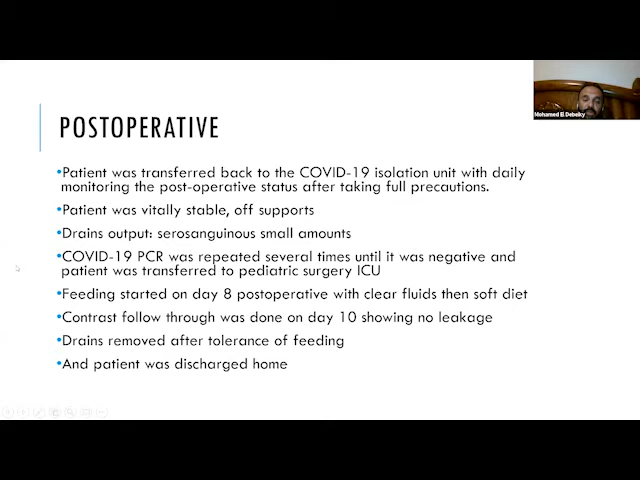 Mohamed El Debeiky
POSTOPERATIVE
•Patient was transferred back to the COVID-19 isolation unit with daily
monitoring the post-operative status after taking full precautions.
•Patient was vitally stable, off supports
•Drains output: serosanguinous small amounts
•COVID-19 PCR was repeated several times until it was negative and
patient was transferred to pediatric surgery ICU
•Feeding started on day 8 postoperative with clear fluids then soft diet
•Contrast follow through was done on day 10 showing no leakage
•Drains removed after tolerance of feeding
•And patient was discharged home